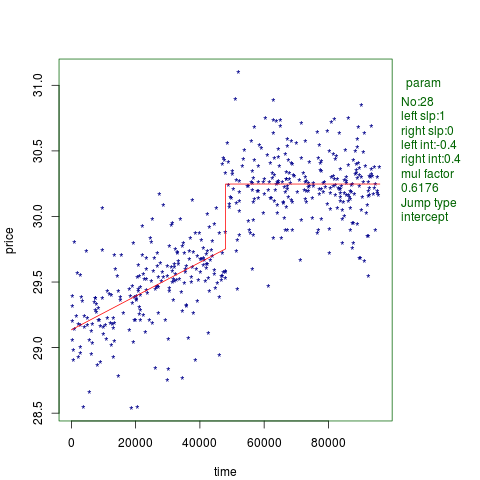 param
No:28
left slp:1
right slp:0
left int:-0.4
right int:0.4
mul factor
0.6176
Jump type
intercept
31.0
30.5
30.0
29.5
29.0
28.5
price
0 20000 40000 60000 80000
time